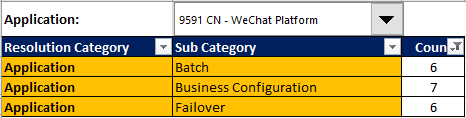 Application: 9591 CN - WeChat Platform
Resolution Category Sub Category Coun
Application Batch 6
Application Business Configuration 7
Application Failover 6